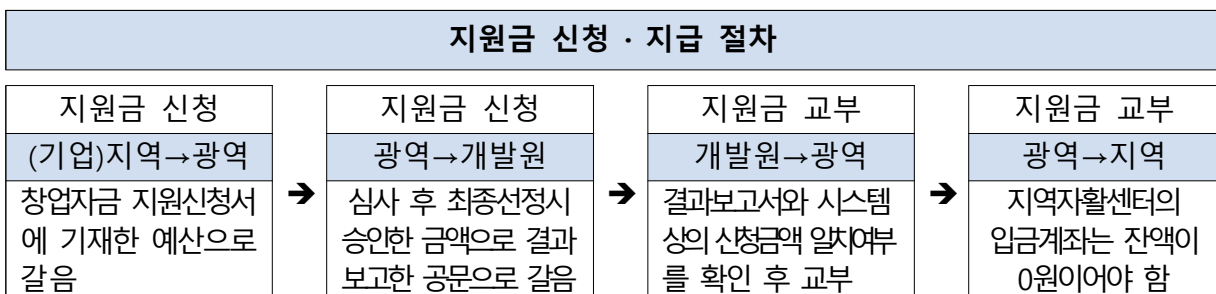 지원금 신청 · 지급 절차
지원금 신청
(기업)지역→광역
창업자금 지원신청서
에 기재한 예산으로
갈음
➔
지원금 신청
광역→개발원
심사 후 최종선정시
승인한 금액으로 결과
보고한 공문으로 갈음
➔
지원금 교부
개발원→광역
결과보고서와 시스템
상의 신청금액 일치여부
를 확인 후 교부
➔
지원금 교부
광역→지역
지역자활센터의
입금계좌는 잔액이
0원이어야 함